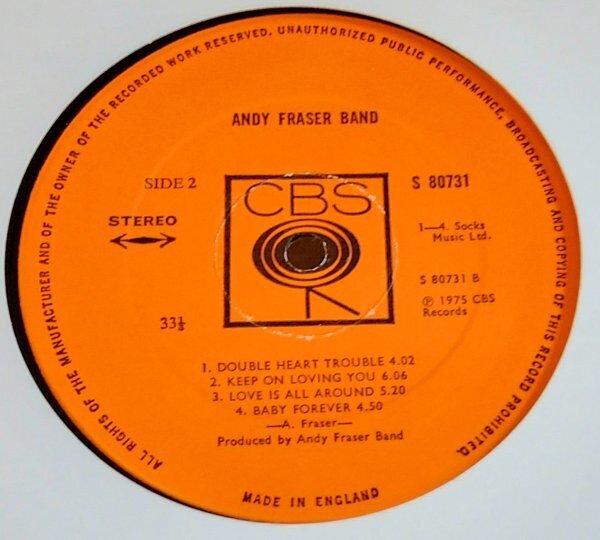 ALL RIGHTS OF THE MANUFACTURER AND OF THE OWNER OF THE RECORDED WORK RESERVED. UNAUTHORIZED PUBLIC PERFORMANCE, BROADCASTING AND COPYING OF THIS RECORD PROHIBITED.
ANDY FRASER BAND
SIDE 2
CBS
S 80731
STEREO
1—4. Socks
Music Ltd.
S 80731 B
℗ 1975 CBS
Records
33⅓
1. DOUBLE HEART TROUBLE 4.02
2. KEEP ON LOVING YOU 6.06
3. LOVE IS ALL AROUND 5.20
4. BABY FOREVER 4.50
—A. Fraser—
Produced by Andy Fraser Band
MADE IN ENGLAND